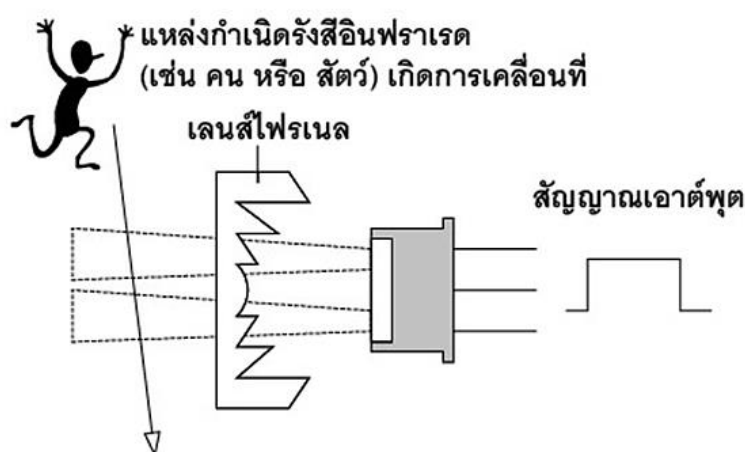 แหล่งกำเนิดรังสีอินฟราเรด
(เช่น คน หรือ สัตว์) เกิดการเคลื่อนที่
เลนส์ไฟรเนล
สัญญาณเอาต์พุต